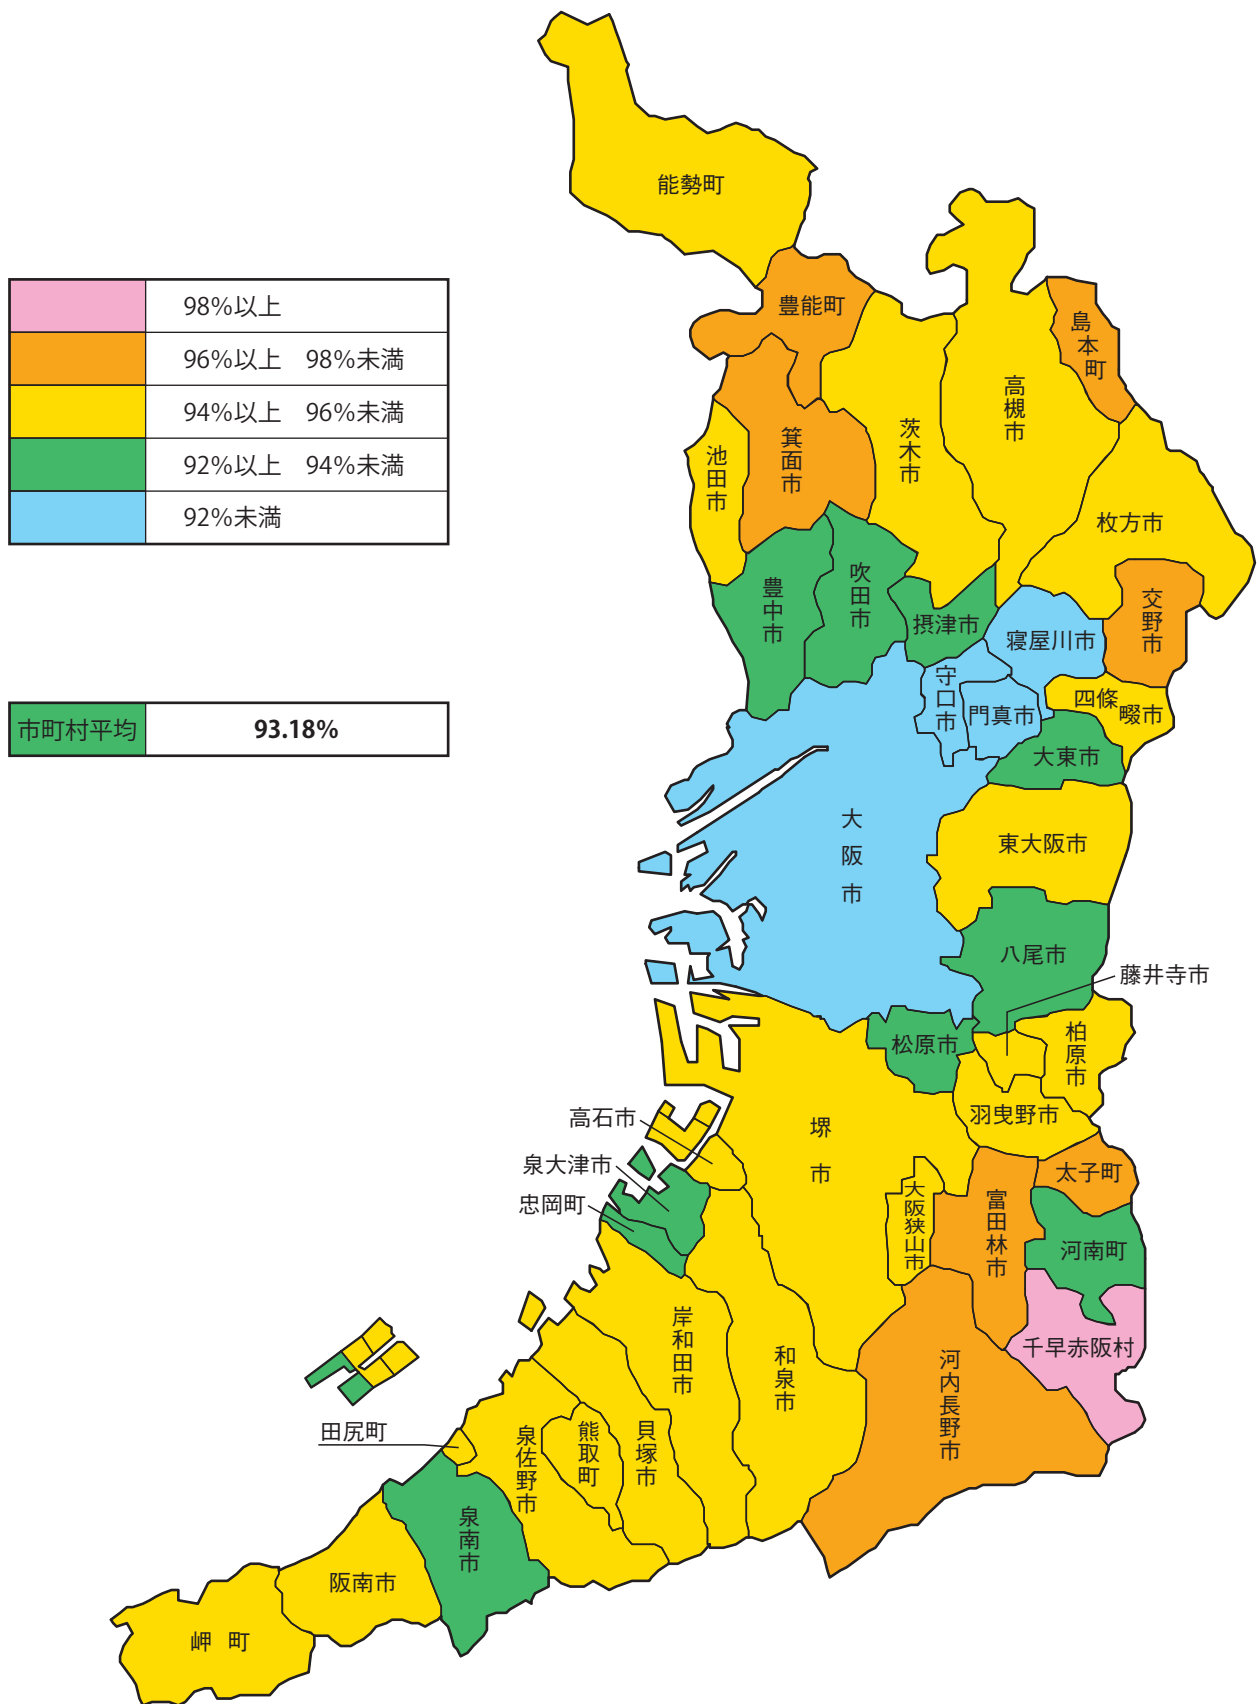 98%以上
96%以上 98%未満
94%以上 96%未満
92%以上 94%未満
92%未満
市町村平均 93.18%
能勢町
豊能町
島本町
高槻市
茨木市
箕面市
池田市
枚方市
豊中市
吹田市
摂津市
交野市
寝屋川市
守口市
門真市
四條畷市
大東市
大阪市
東大阪市
八尾市
藤井寺市
松原市
柏原市
羽曳野市
高石市
堺市
泉大津市
忠岡町
太子町
大阪狭山市
富田林市
河南町
千早赤阪村
岸和田市
和泉市
河内長野市
田尻町
泉佐野市
熊取町
貝塚市
泉南市
阪南市
岬町